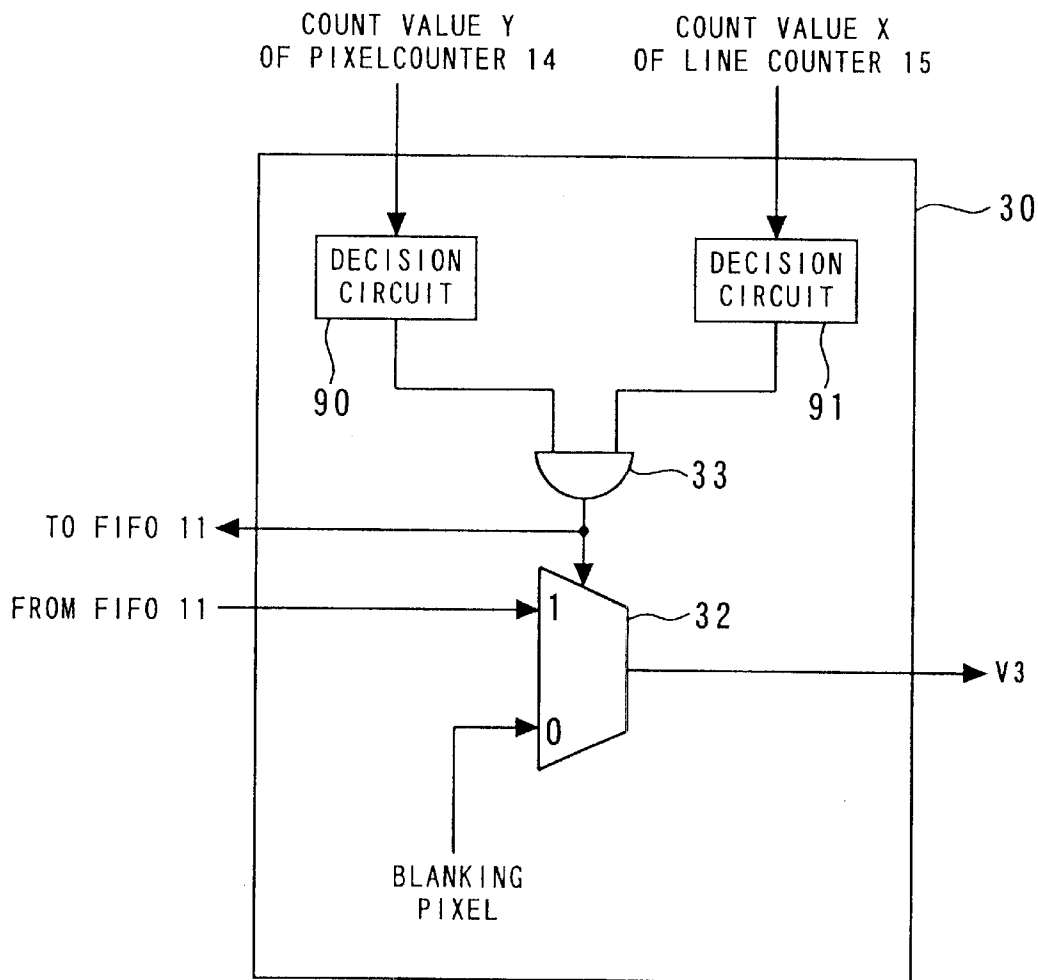 COUNT VALUE Y
OF PIXELCOUNTER 14
COUNT VALUE X
OF LINE COUNTER 15
30
DECISION
CIRCUIT
DECISION
CIRCUIT
90
91
33
TO FIFO 11
FROM FIFO 11
1
32
V3
0
BLANKING
PIXEL